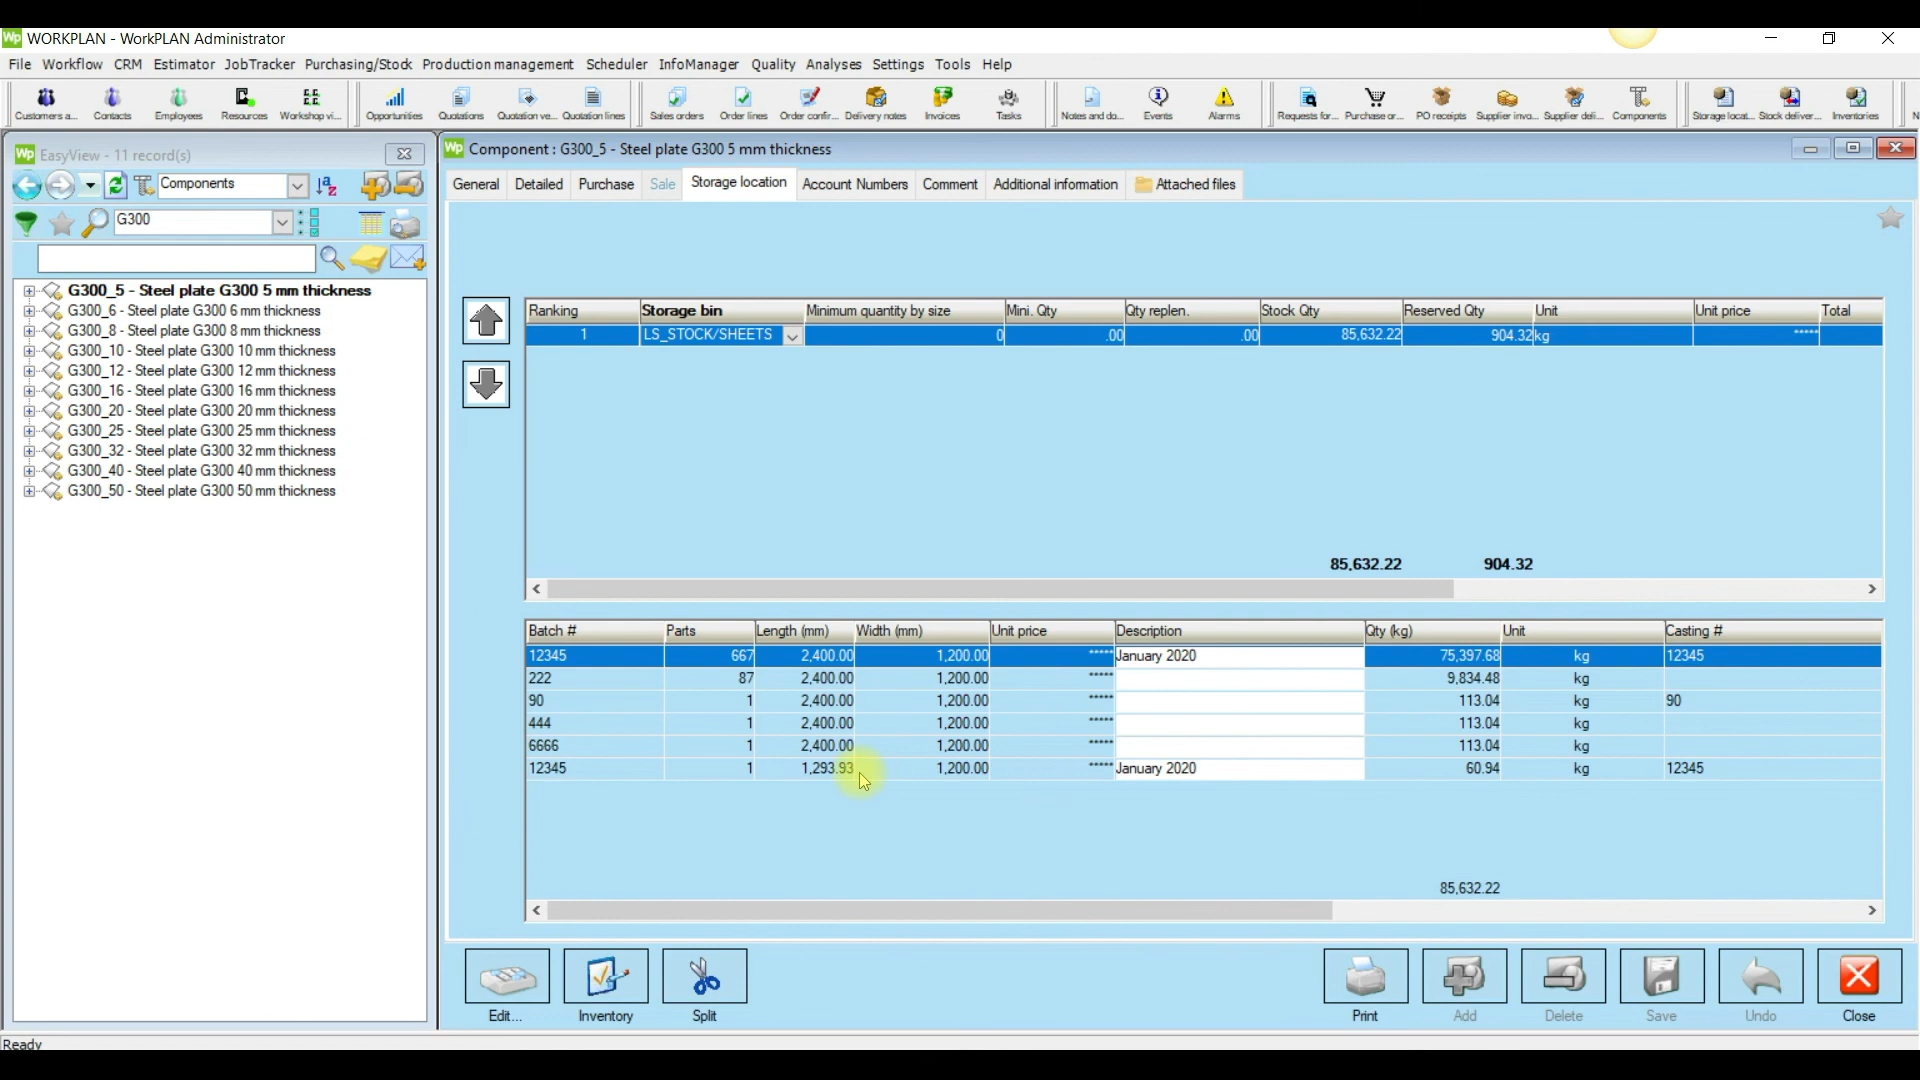 WORKPLAN - WorkPLAN Administrator
File Workflow CRM Estimator JobTracker Purchasing/Stock Production management Scheduler InfoManager Quality Analyses Settings Tools Help
Customers a... Contacts Employees Resources Workshop vi... Opportunities Quotations Quotation ve... Quotation lines Sales orders Order lines Order confir... Delivery notes Invoices Tasks Notes and do... Events Alarms Requests for... Purchase or... PO receipts Supplier invo... Supplier deli... Components Storage locat... Stock deliver... Inventories
EasyView - 11 record(s)
Components
G300
G300_5 - Steel plate G300 5 mm thickness
G300_6 - Steel plate G300 6 mm thickness
G300_8 - Steel plate G300 8 mm thickness
G300_10 - Steel plate G300 10 mm thickness
G300_12 - Steel plate G300 12 mm thickness
G300_16 - Steel plate G300 16 mm thickness
G300_20 - Steel plate G300 20 mm thickness
G300_25 - Steel plate G300 25 mm thickness
G300_32 - Steel plate G300 32 mm thickness
G300_40 - Steel plate G300 40 mm thickness
G300_50 - Steel plate G300 50 mm thickness
Component : G300_5 - Steel plate G300 5 mm thickness
General Detailed Purchase Sale Storage location Account Numbers Comment Additional information Attached files
Ranking Storage bin Minimum quantity by size Mini. Qty Qty replen. Stock Qty Reserved Qty Unit Unit price Total
1 LS_STOCK/SHEETS 0 .00 .00 85,632.22 904.32 kg *****
85,632.22 904.32
Batch # Parts Length (mm) Width (mm) Unit price Description Qty (kg) Unit Casting #
12345 667 2,400.00 1,200.00 ***** January 2020 75,397.68 kg 12345
222 87 2,400.00 1,200.00 ***** 9,834.48 kg
90 1 2,400.00 1,200.00 ***** 113.04 kg 90
444 1 2,400.00 1,200.00 ***** 113.04 kg
6666 1 2,400.00 1,200.00 ***** 113.04 kg
12345 1 1,293.93 1,200.00 ***** January 2020 60.94 kg 12345
85,632.22
Edit... Inventory Split Print Add Delete Save Undo Close
Ready